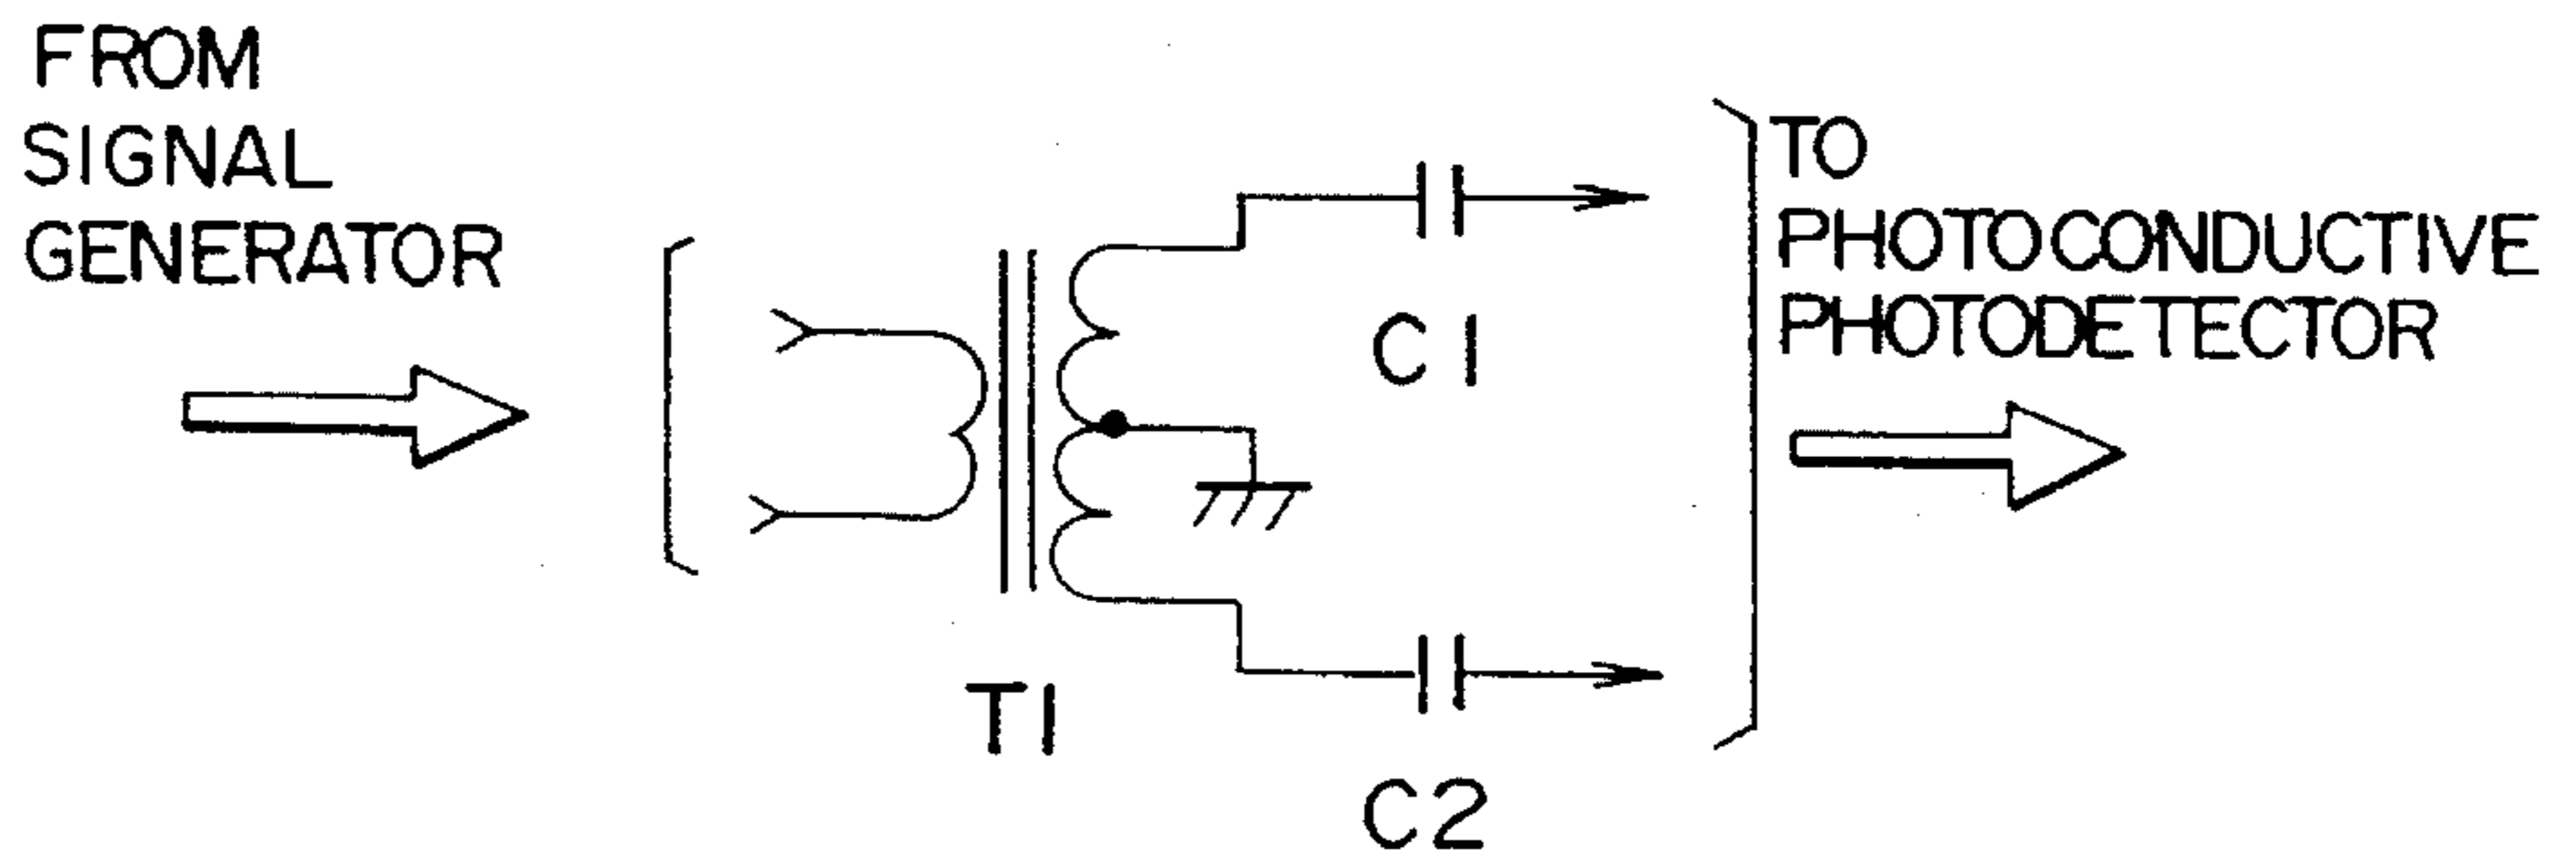 FROM
SIGNAL
GENERATOR
TO
PHOTOCONDUCTIVE
PHOTODETECTOR
C1
T1
C2